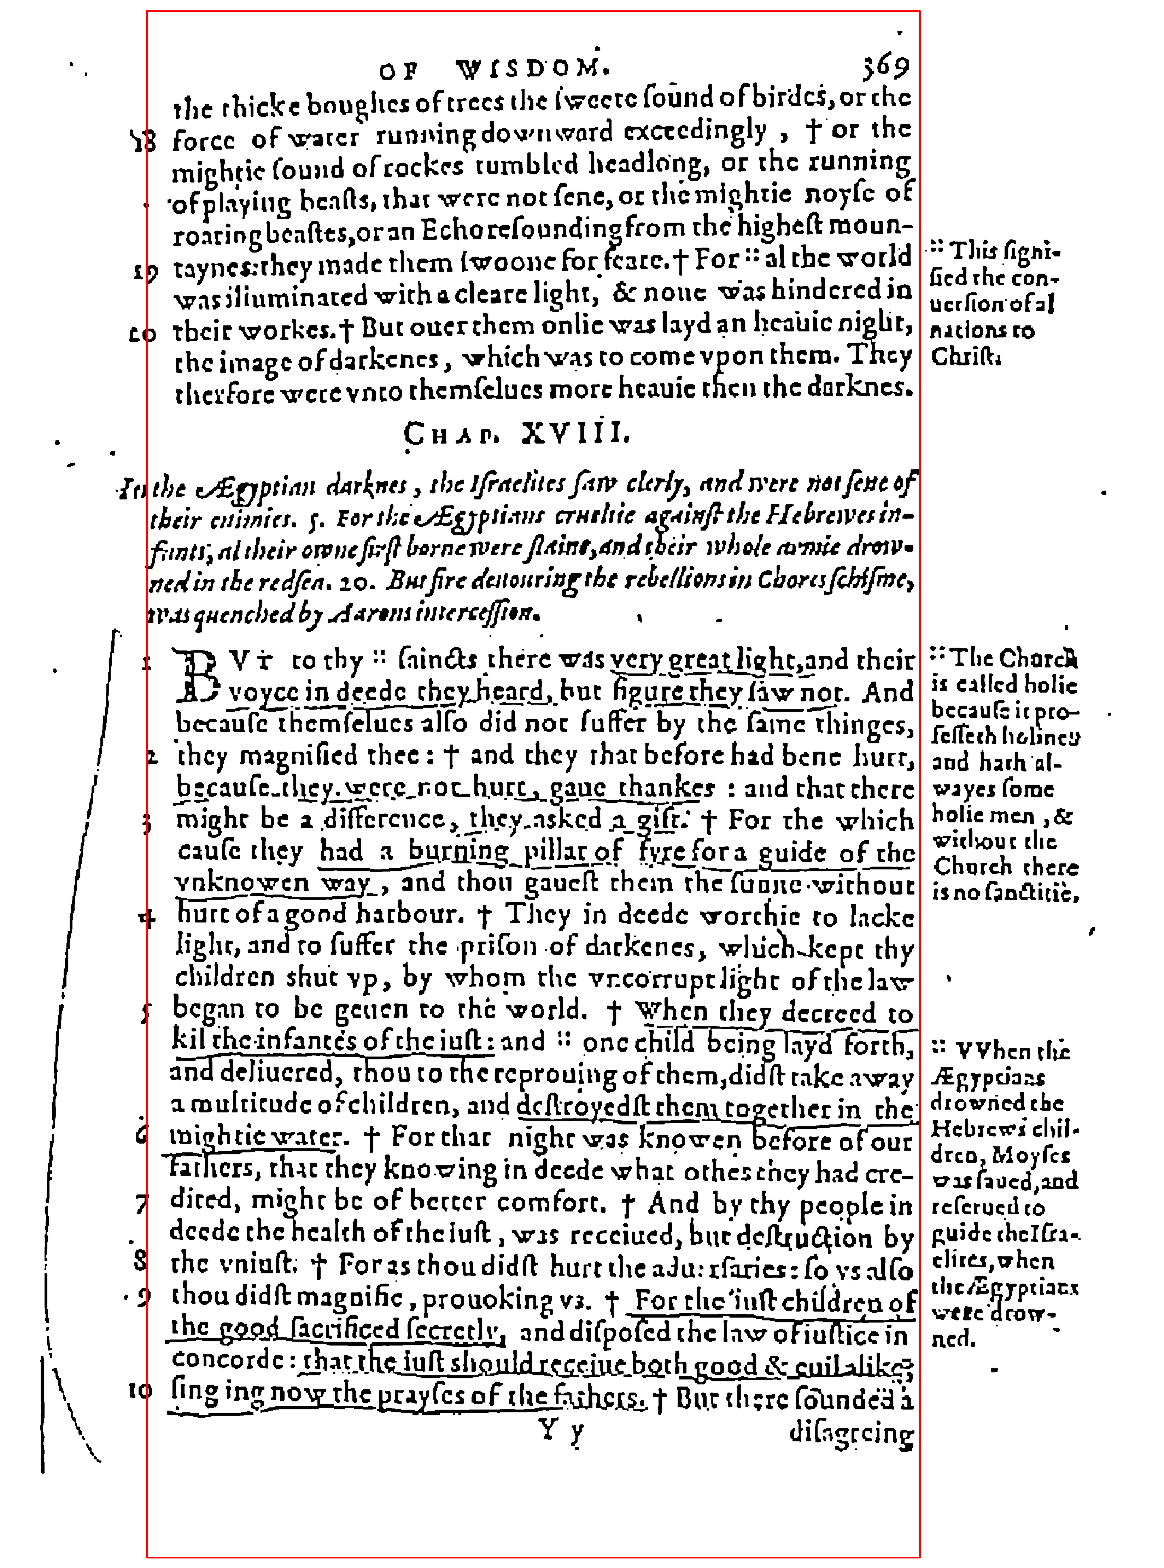 OF WISDOM. 369
the thicke boughes of trees the ſweete ſound of birdes, or the
18 force of water running downward exceedingly, † or the
mightie ſound of rockes tumbled headlong, or the running
of playing beaſts, that were not ſene, or the mightie noyſe of
roaring beaſtes, or an Echo reſounding from the higheſt moun-
19 taynes: they made them ſwoone for feare. † For :: al the world
was illuminated with a cleare light, & none was hindered in
20 their workes. † But ouer them onlie was layd an heauie night,
the image of darkenes, which was to come vpon them. They
therfore were vnto themſelues more heauie then the darknes.
:: This ſigni-
fied the con-
uerſion of al
nations to
Chriſt.
CHAP. XVIII.
In the Ægyptian darknes, the Iſraelites ſaw clerly, and were not ſene of
their enimies. 5. For the Ægyptians crueltie againſt the Hebrewes in-
fants, al their owne firſt borne were ſlaine, and their whole armie drow-
ned in the redſea. 20. But fire deuouring the rebellions in Chores ſchiſme,
was quenched by Aarons interceſſion.
1 BVT to thy :: ſaincts there was very great light, and their
voyce in deede they heard, but figure they ſaw not. And
becauſe themſelues alſo did not ſuffer by the ſame thinges,
2 they magnified thee: † and they that before had bene hurt,
becauſe they were not hurt, gaue thankes: and that there
3 might be a difference, they asked a gift. † For the which
cauſe they had a burning pillar of fyre for a guide of the
vnknowen way, and thou gaueſt them the ſunne without
4 hurt of a good harbour. † They in deede worthie to lacke
light, and to ſuffer the priſon of darkenes, which kept thy
children shut vp, by whom the vncorrupt light of the law
5 began to be geuen to the world. † When they decreed to
kil the infantes of the iuſt: and :: one child being layd forth,
and deliuered, thou to the reprouing of them, didſt take away
a multitude of children, and deſtroyedſt them together in the
6 mightie water. † For that night was knowen before of our
fathers, that they knowing in deede what othes they had cre-
7 dited, might be of better comfort. † And by thy people in
deede the health of the iuſt, was receiued, but deſtruction by
8 the vniuſt. † For as thou didſt hurt the aduerſaries: ſo vs alſo
9 thou didſt magnifie, prouoking vs. † For the iuſt children of
the good ſacrificed ſecretly, and diſpoſed the law of iuſtice in
concorde: that the iuſt should receiue both good & euil alike,
10 ſinging now the prayſes of the fathers. † But there ſounded a
Y y diſagreeing
:: The Church
is called holie
becauſe it pro-
feſſeth holines
and hath al-
wayes ſome
holie men, &
without the
Church there
is no ſanctitie.
:: VVhen the
Ægyptians
drowned the
Hebrews chil-
dren, Moyſes
was ſaued, and
reſerued to
guide the Iſra-
elites, when
the Ægyptians
were drow-
ned.